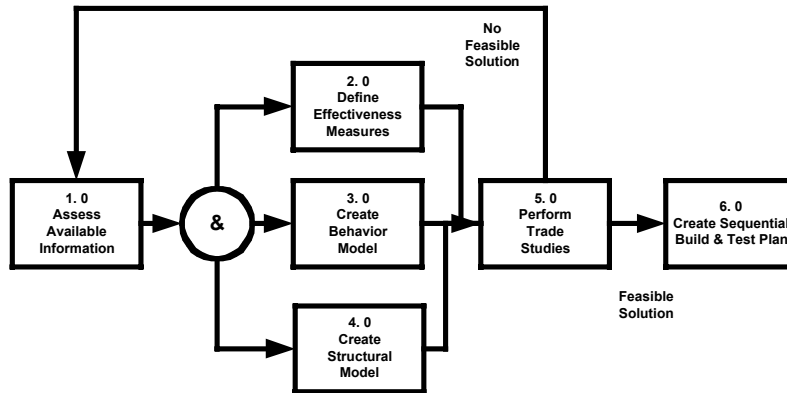 No
Feasible
Solution
2. 0
Define
Effectiveness
Measures
1. 0
Assess
Available
Information
&
3. 0
Create
Behavior
Model
5. 0
Perform
Trade
Studies
6. 0
Create Sequential
Build & Test Plan
4. 0
Create
Structural
Model
Feasible
Solution